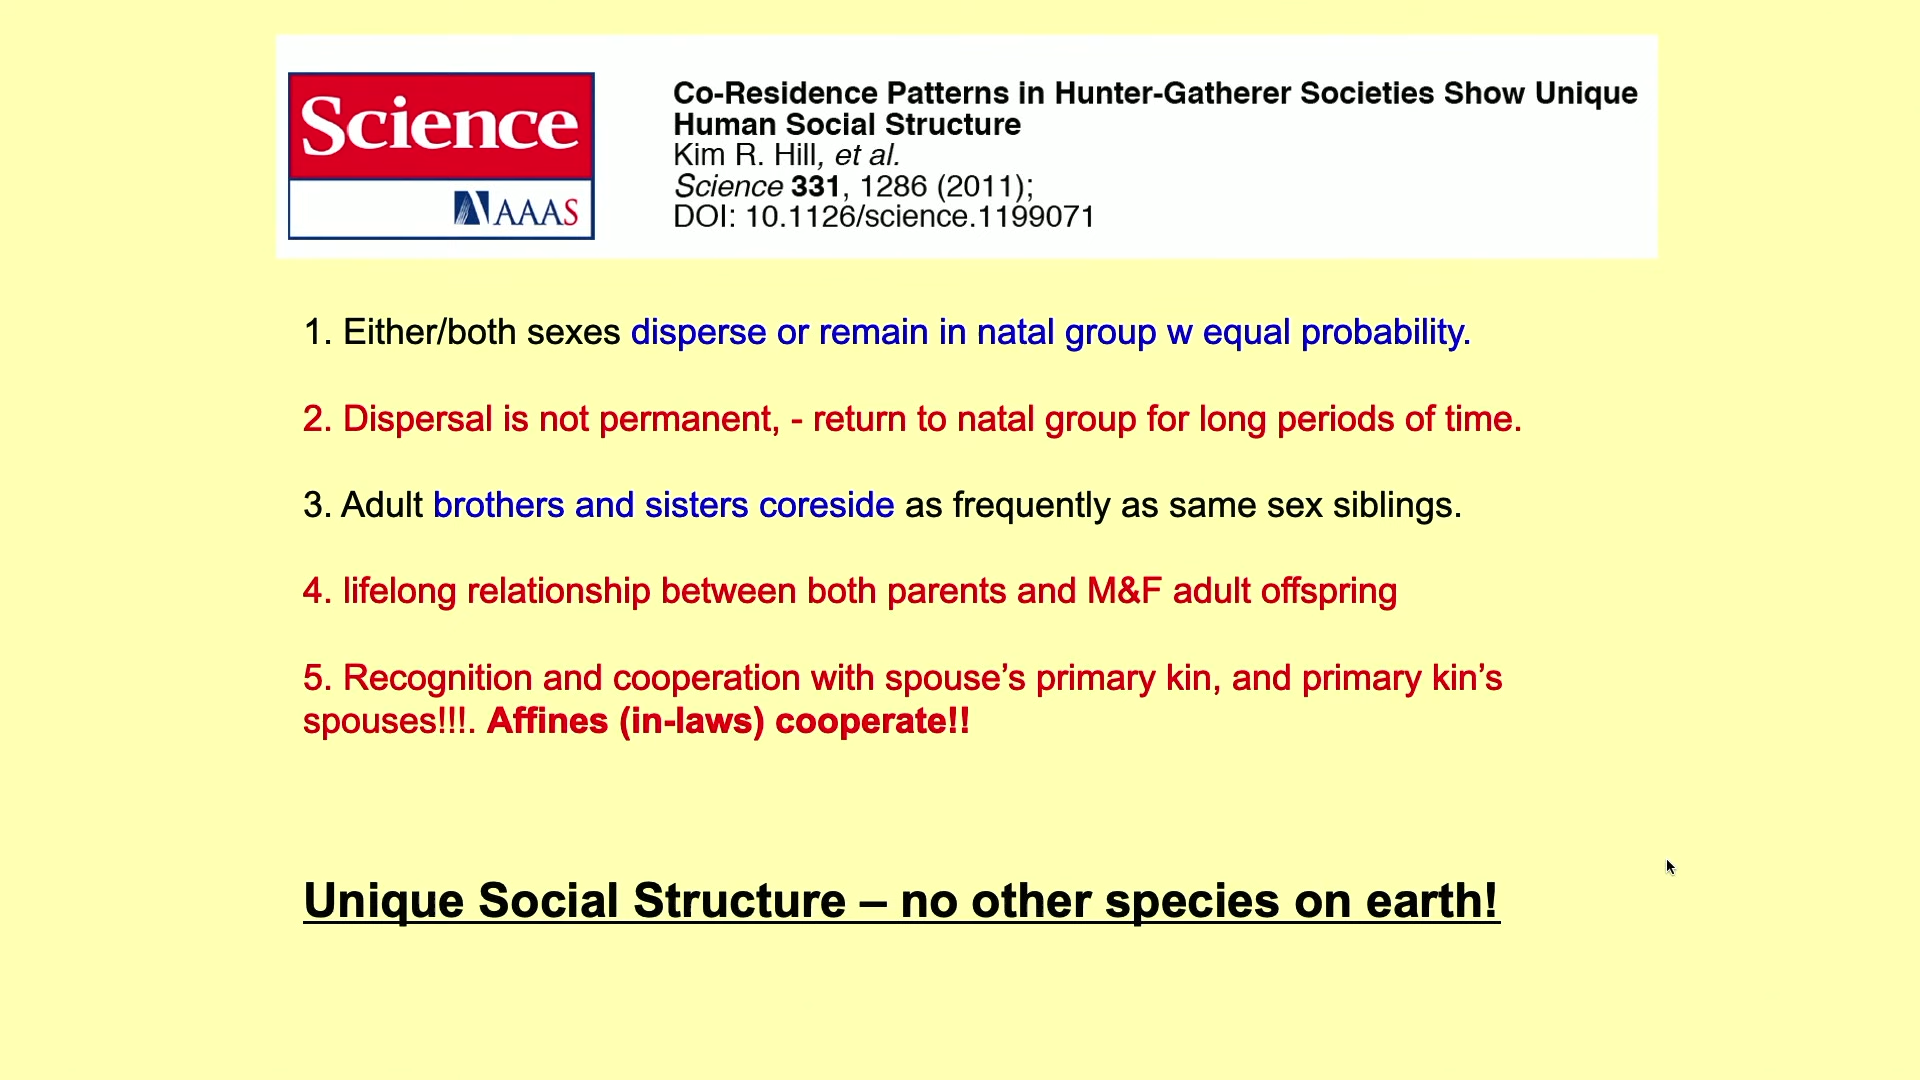 Science
AAAS
Co-Residence Patterns in Hunter-Gatherer Societies Show Unique
Human Social Structure
Kim R. Hill, et al.
Science 331, 1286 (2011);
DOI: 10.1126/science.1199071
1. Either/both sexes disperse or remain in natal group w equal probability.
2. Dispersal is not permanent, - return to natal group for long periods of time.
3. Adult brothers and sisters coreside as frequently as same sex siblings.
4. lifelong relationship between both parents and M&F adult offspring
5. Recognition and cooperation with spouse’s primary kin, and primary kin’s
spouses!!!. Affines (in-laws) cooperate!!
Unique Social Structure – no other species on earth!